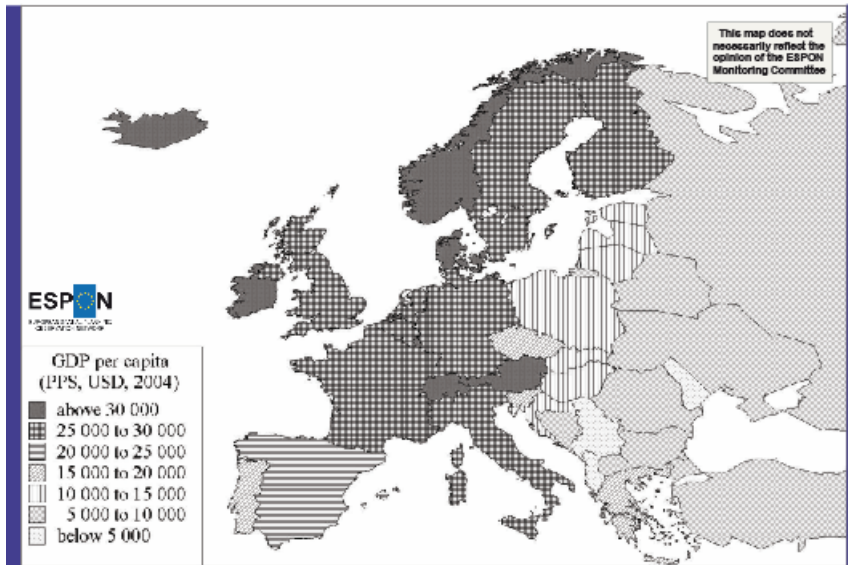 This map does not
necessarily reflect the
opinion of the ESPON
Monitoring Committee
ESPON
GDP per capita
(PPS, USD, 2004)
above 30 000
25 000 to 30 000
20 000 to 25 000
15 000 to 20 000
10 000 to 15 000
5 000 to 10 000
below 5 000